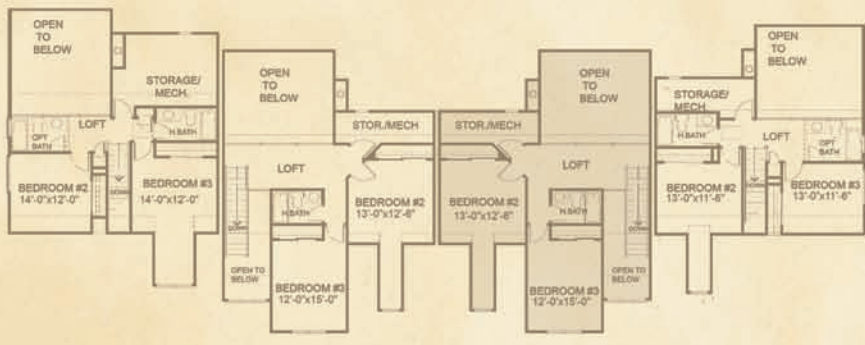 OPEN
TO
BELOW
STORAGE/
MECH.
LOFT
H.BATH
OPT
BATH
DOWN
BEDROOM #2
14'-0"x12'-0"
BEDROOM #3
14'-0"x12'-0"
OPEN
TO
BELOW
STOR./MECH
LOFT
H.BATH
DOWN
BEDROOM #2
13'-0"x12'-6"
OPEN TO
BELOW
BEDROOM #3
12'-0"x15'-0"
OPEN
TO
BELOW
STOR./MECH
LOFT
H.BATH
DOWN
BEDROOM #2
13'-0"x12'-6"
OPEN TO
BELOW
BEDROOM #3
12'-0"x15'-0"
OPEN
TO
BELOW
STORAGE/
MECH
H.BATH
LOFT
OPT
BATH
DOWN
BEDROOM #2
13'-0"x11'-6"
BEDROOM #3
13'-0"x11'-6"